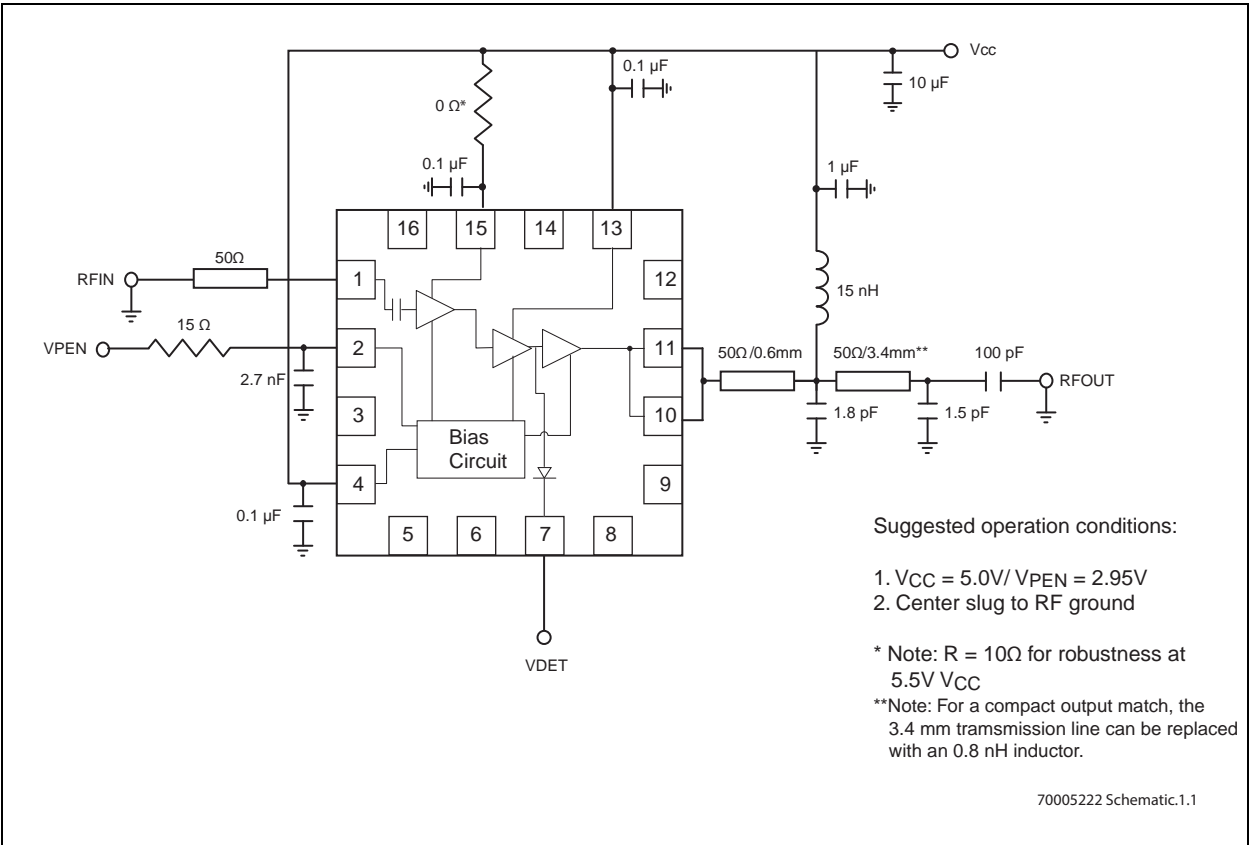 Vcc
0.1 µF
10 µF
0 Ω*
0.1 µF
1 µF
16
15
14
13
50Ω
RFIN
1
12
15 nH
15 Ω
VPEN
2
11
50Ω/0.6mm
50Ω/3.4mm**
100 pF
RFOUT
2.7 nF
3
10
1.8 pF
1.5 pF
Bias
Circuit
4
9
0.1 µF
5
6
7
8
VDET
Suggested operation conditions:
1. VCC = 5.0V/ VPEN = 2.95V
2. Center slug to RF ground
* Note: R = 10Ω for robustness at
5.5V VCC
**Note: For a compact output match, the
3.4 mm tramsmission line can be replaced
with an 0.8 nH inductor.
70005222 Schematic.1.1